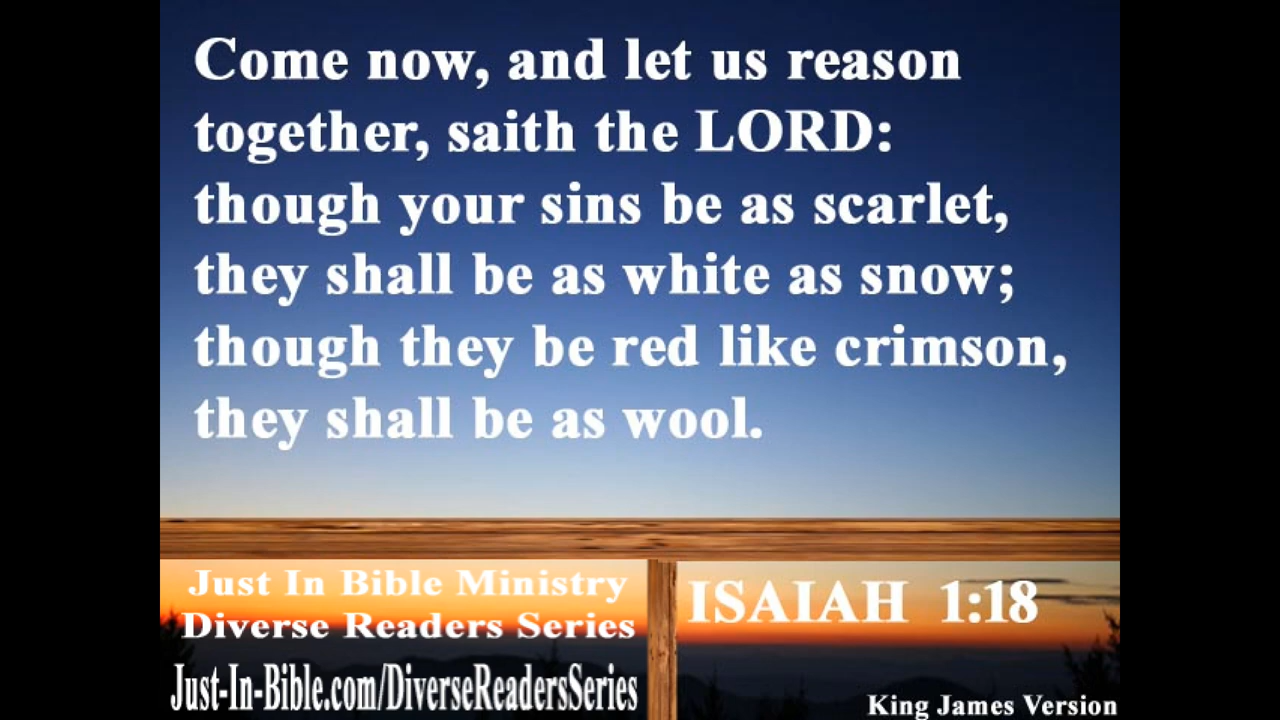 Come now, and let us reason
together, saith the LORD:
though your sins be as scarlet,
they shall be as white as snow;
though they be red like crimson,
they shall be as wool.
Just In Bible Ministry
Diverse Readers Series
Just-In-Bible.com/DiverseReadersSeries
ISAIAH 1:18
King James Version